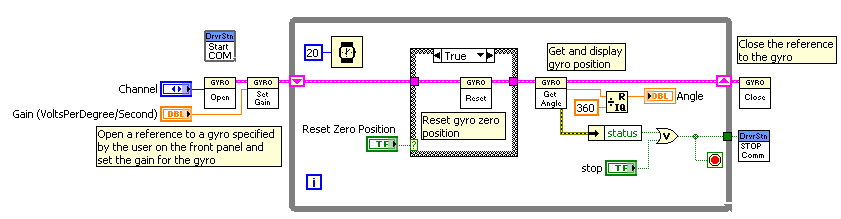 DrvrStn
Start
COM
20
True
Get and display
gyro position
Close the reference
to the gyro
Channel
GYRO
Open
GYRO
Set
Gain
GYRO
Reset
GYRO
Get
Angle
R
IQ
DBL
Angle
GYRO
Close
Gain (VoltsPerDegree/Second)
DBL
360
Reset gyro zero
position
Open a reference to a gyro specified
by the user on the front panel and
set the gain for the gyro
Reset Zero Position
TF
?
status
V
DrvrStn
STOP
Comm
stop
TF
i